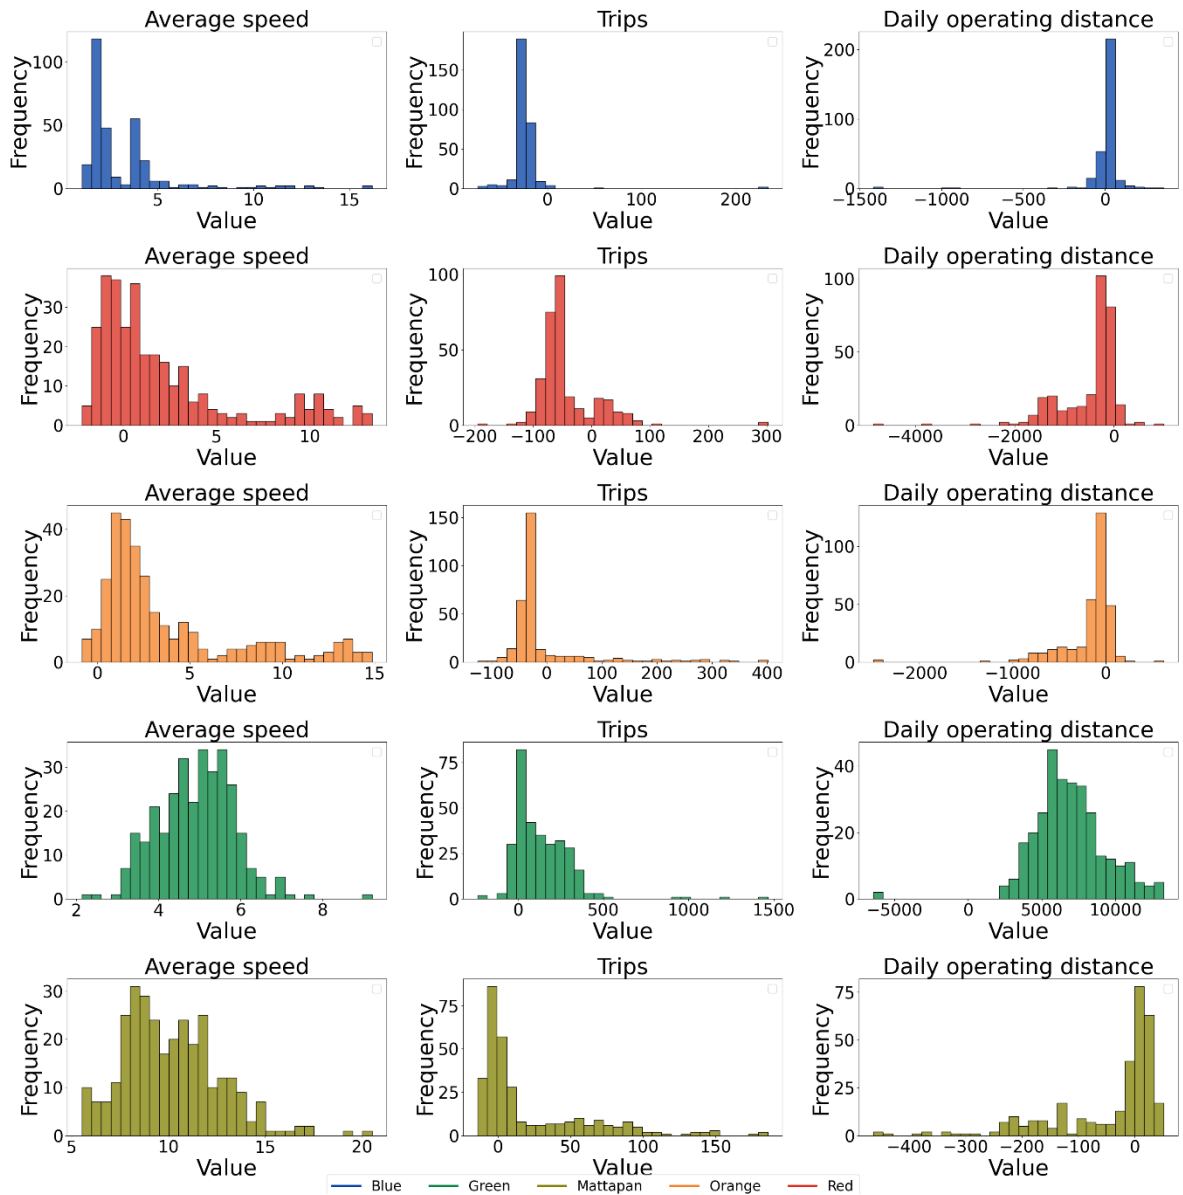 Average speed Trips Daily operating distance
Frequency Frequency Frequency
100 50 0
150 100 50 0
200 100 0
5 10 15
0 100 200
−1500 −1000 −500 0
Value Value Value
Average speed Trips Daily operating distance
Frequency Frequency Frequency
30 20 10 0
100 50 0
100 50 0
0 5 10
−200 −100 0 100 200 300
−4000 −2000 0
Value Value Value
Average speed Trips Daily operating distance
Frequency Frequency Frequency
40 20 0
150 100 50 0
100 50 0
0 5 10 15
−100 0 100 200 300 400
−2000 −1000 0
Value Value Value
Average speed Trips Daily operating distance
Frequency Frequency Frequency
30 20 10 0
75 50 25 0
40 20 0
2 4 6 8
0 500 1000 1500
−5000 0 5000 10000
Value Value Value
Average speed Trips Daily operating distance
Frequency Frequency Frequency
30 20 10 0
75 50 25 0
75 50 25 0
5 10 15 20
0 50 100 150
−400 −300 −200 −100 0
Value Value Value
Blue Green Mattapan Orange Red